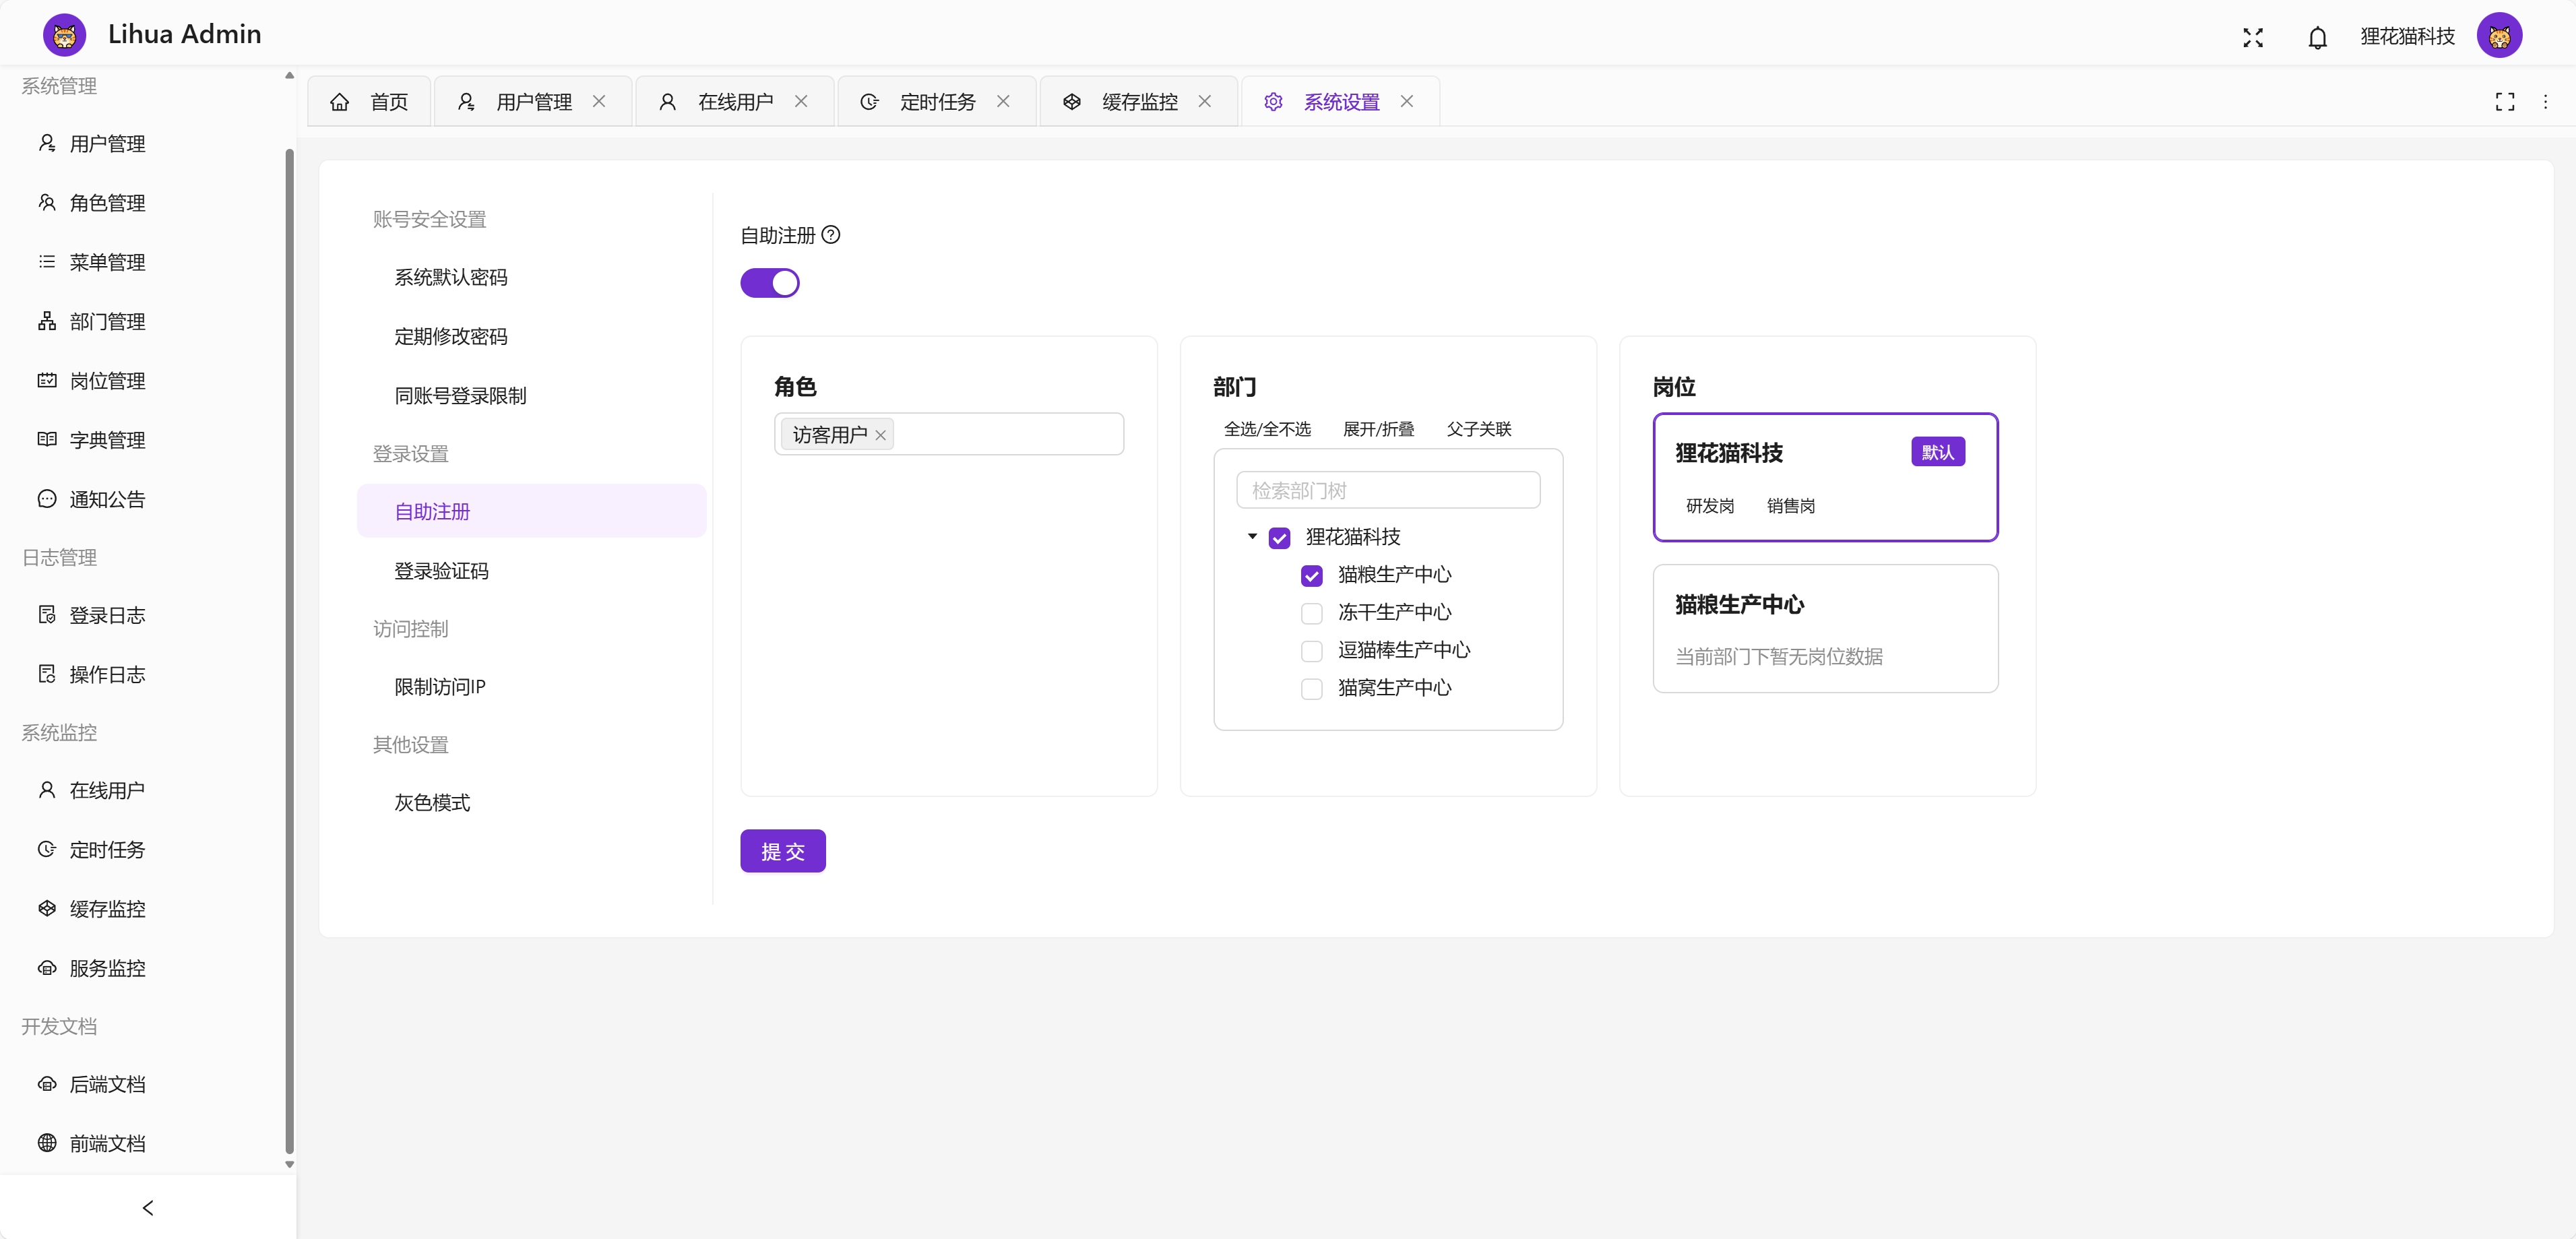 Lihua Admin
狸花猫科技
系统管理
用户管理
角色管理
菜单管理
部门管理
岗位管理
字典管理
通知公告
日志管理
登录日志
操作日志
系统监控
在线用户
定时任务
缓存监控
服务监控
开发文档
后端文档
前端文档
首页
用户管理
在线用户
定时任务
缓存监控
系统设置
账号安全设置
系统默认密码
定期修改密码
同账号登录限制
登录设置
自助注册
登录验证码
访问控制
限制访问IP
其他设置
灰色模式
自助注册
角色
访客用户
部门
全选/全不选 展开/折叠 父子关联
检索部门树
狸花猫科技
猫粮生产中心
冻干生产中心
逗猫棒生产中心
猫窝生产中心
岗位
狸花猫科技 默认
研发岗 销售岗
猫粮生产中心
当前部门下暂无岗位数据
提 交